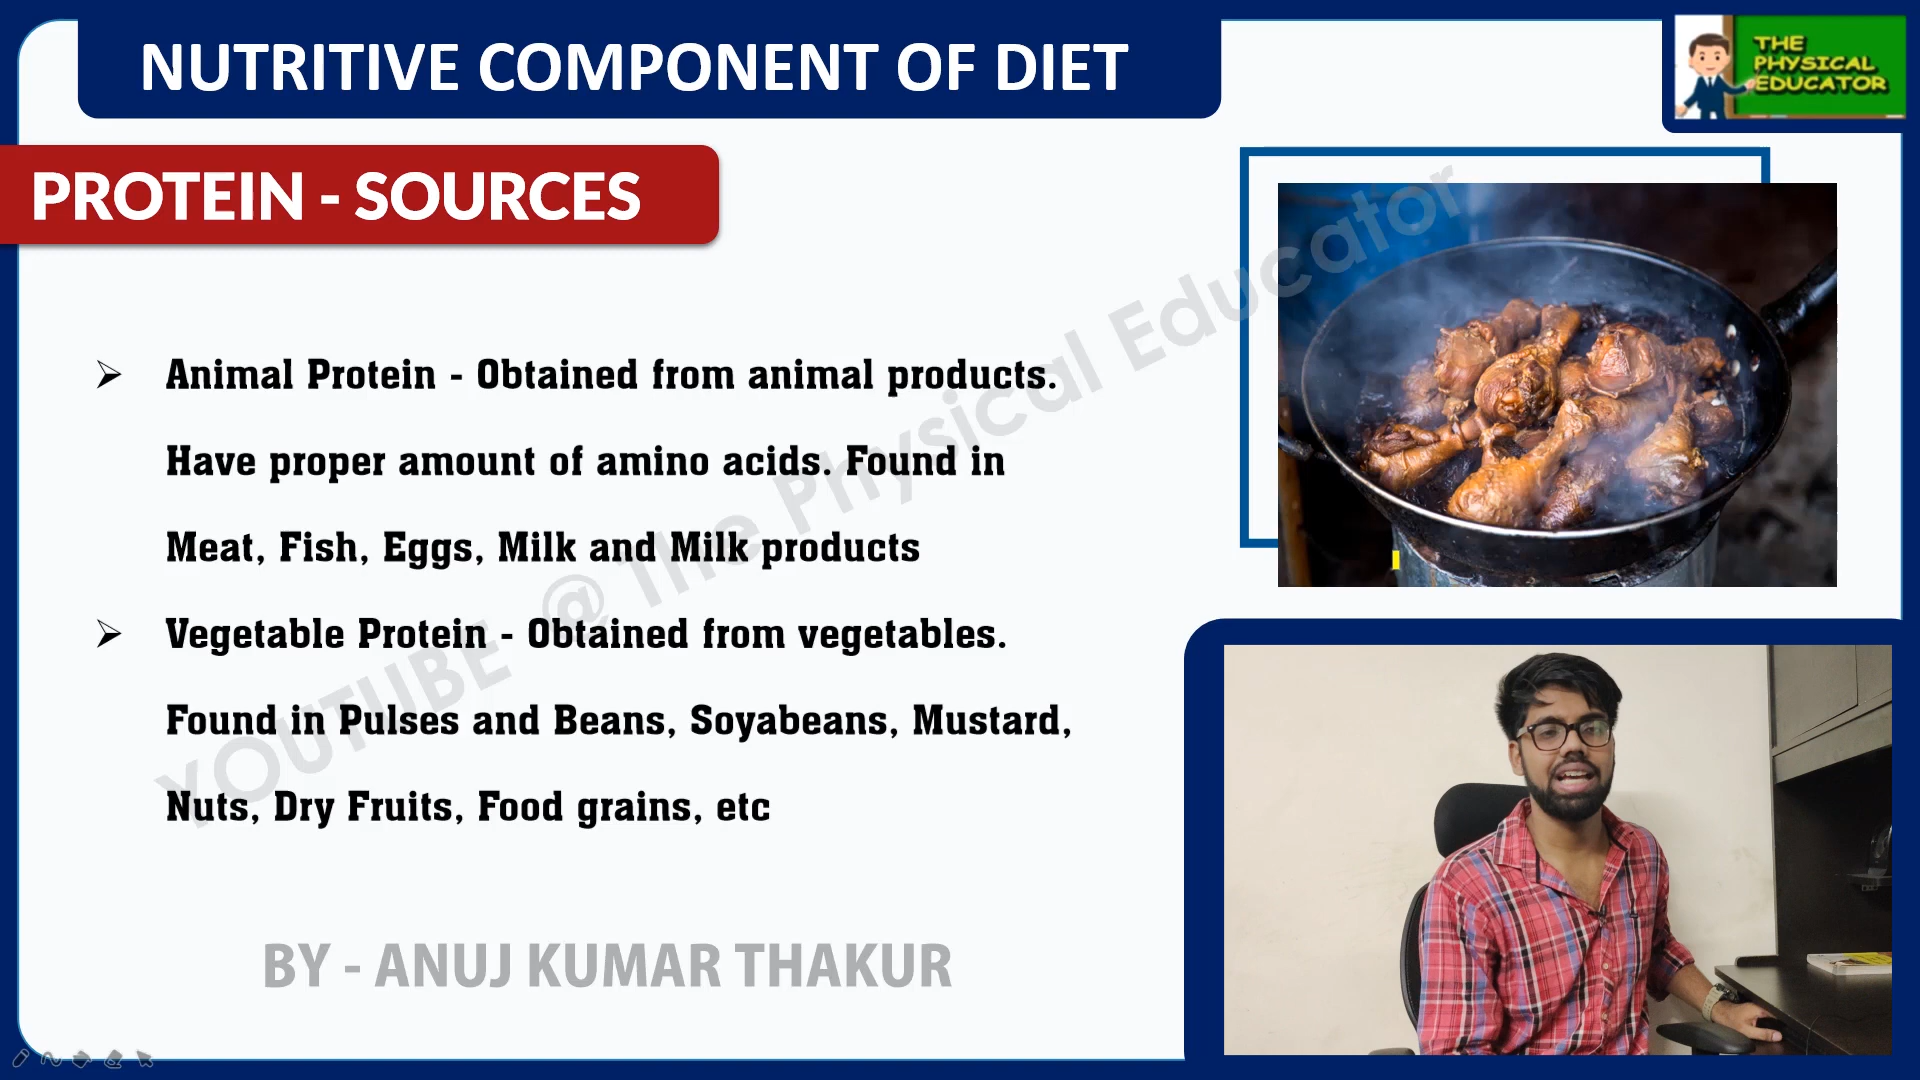 NUTRITIVE COMPONENT OF DIET
THE
PHYSICAL
EDUCATOR
PROTEIN - SOURCES
➢ Animal Protein - Obtained from animal products.
Have proper amount of amino acids. Found in
Meat, Fish, Eggs, Milk and Milk products
➢ Vegetable Protein - Obtained from vegetables.
Found in Pulses and Beans, Soyabeans, Mustard,
Nuts, Dry Fruits, Food grains, etc
YOUTUBE @ The Physical Educator
BY - ANUJ KUMAR THAKUR